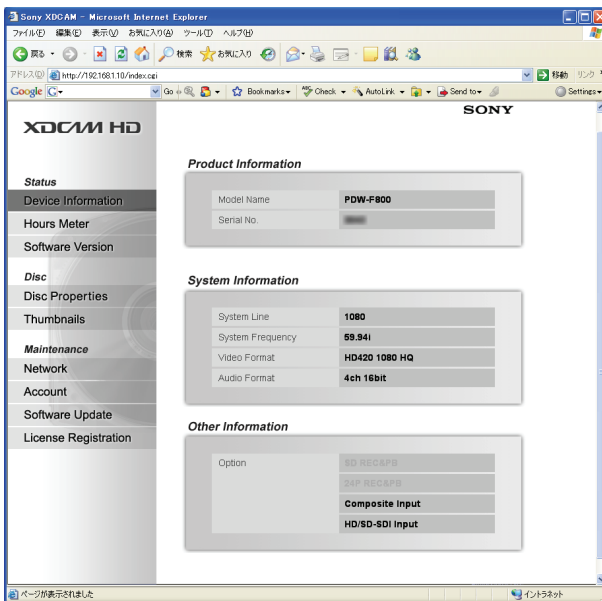 Sony XDCAM - Microsoft Internet Explorer
ファイル(F) 編集(E) 表示(V) お気に入り(A) ツール(T) ヘルプ(H)
戻る 検索 お気に入り
アドレス(D) http://192.168.1.10/index.cgi 移動 リンク
Google G Go Bookmarks Check AutoLink Send to Settings
SONY
XDCAM HD
Product Information
Status
Device Information
Model Name PDW-F800
Hours Meter
Serial No.
Software Version
Disc
System Information
Disc Properties
Thumbnails
System Line 1080
System Frequency 59.94i
Maintenance
Video Format HD420 1080 HQ
Network
Audio Format 4ch 16bit
Account
Software Update
Other Information
License Registration
Option SD REC&PB
24P REC&PB
Composite Input
HD/SD-SDI Input
ページが表示されました イントラネット